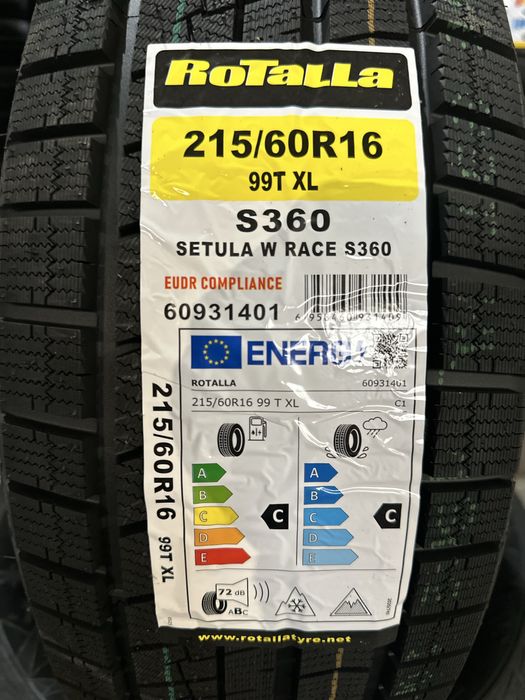 RoTaLLa
215/60R16
99T XL
S360
SETULA W RACE S360
EUDR COMPLIANCE
60931401
ENERG
ROTALLA
60931401
215/60R16 99 T XL
C1
A
B
C
D
E
C
A
B
C
D
E
C
72 dB
ABC
215/60R16 99T XL
www.rotallatyre.net